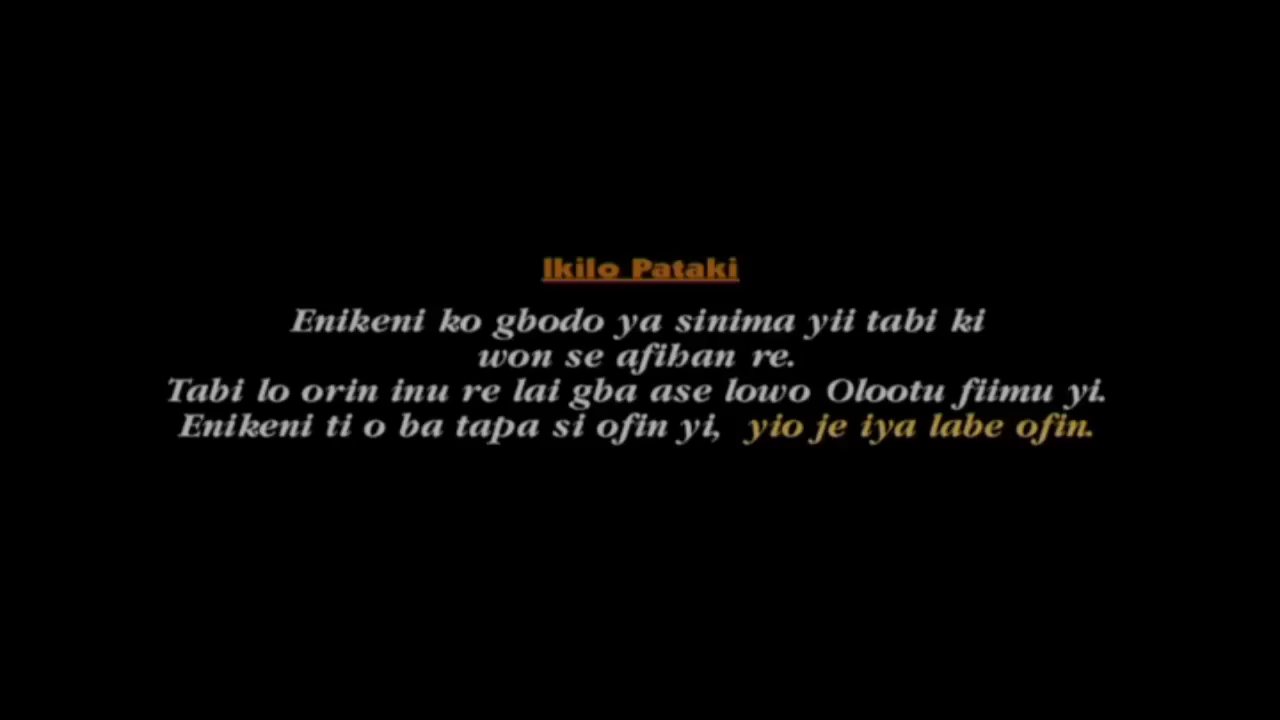 Ikilo Pataki
Enikeni ko gbodo ya sinima yii tabi ki
won se afihan re.
Tabi lo orin inu re lai gba ase lowo Olootu fiimu yi.
Enikeni ti o ba tapa si ofin yi, yio je iya labe ofin.